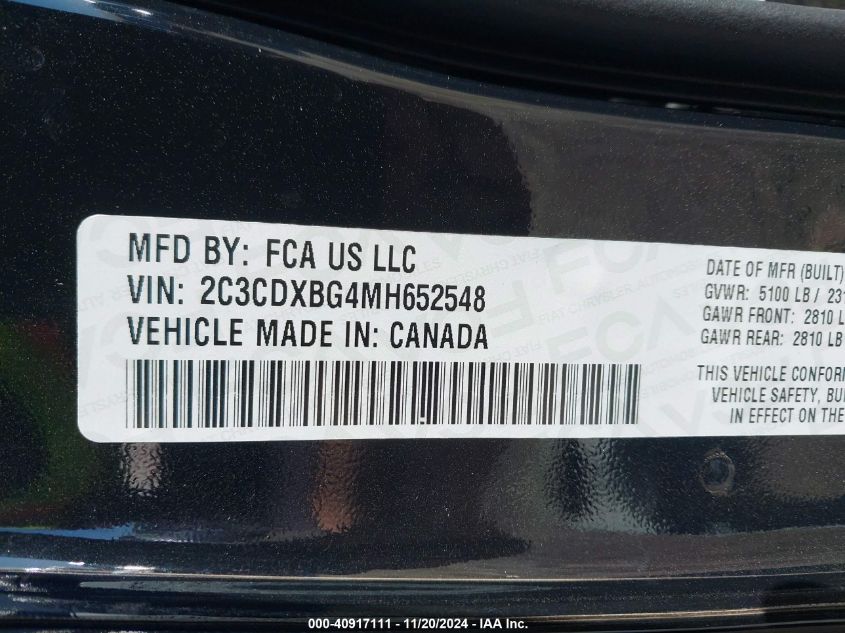 MFD BY: FCA US LLC
VIN: 2C3CDXBG4MH652548
VEHICLE MADE IN: CANADA
DATE OF MFR (BUILT)
GVWR: 5100 LB /
GAWR FRONT: 2810
GAWR REAR: 2810 LB
THIS VEHICLE
VEHICLE SAFETY,
IN EFFECT ON THE
000-40917111 - 11/20/2024 - IAA Inc.